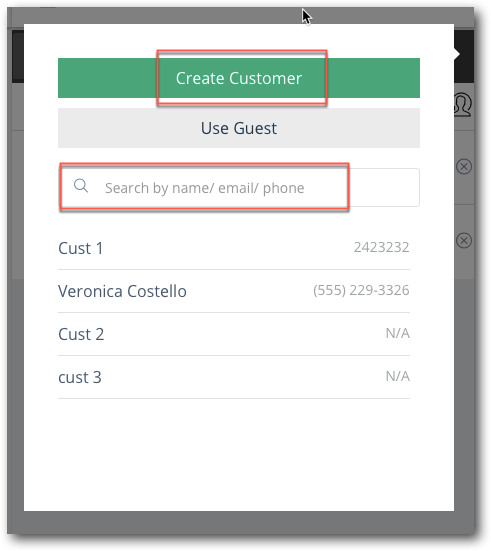 Create Customer
Use Guest
Search by name/ email/ phone
Cust 1 2423232
Veronica Costello (555) 229-3326
Cust 2 N/A
cust 3 N/A